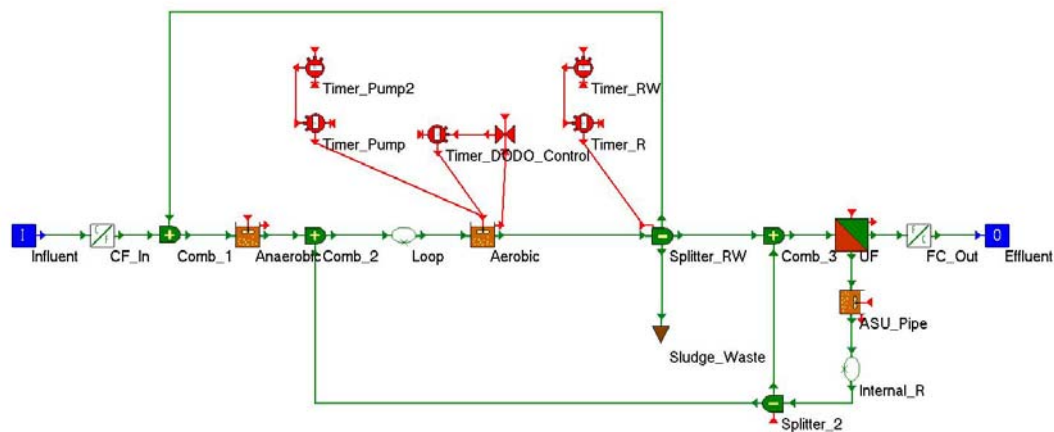 Timer_Pump2
Timer_RW
Timer_Pump
Timer_DODO_Control
Timer_R
I
C
F
0
Influent
CF_In
Comb_1
Anaerobic
Comb_2
Loop
Aerobic
Splitter_RW
Comb_3
UF
FC_Out
Effluent
ASU_Pipe
Sludge_Waste
Internal_R
Splitter_2